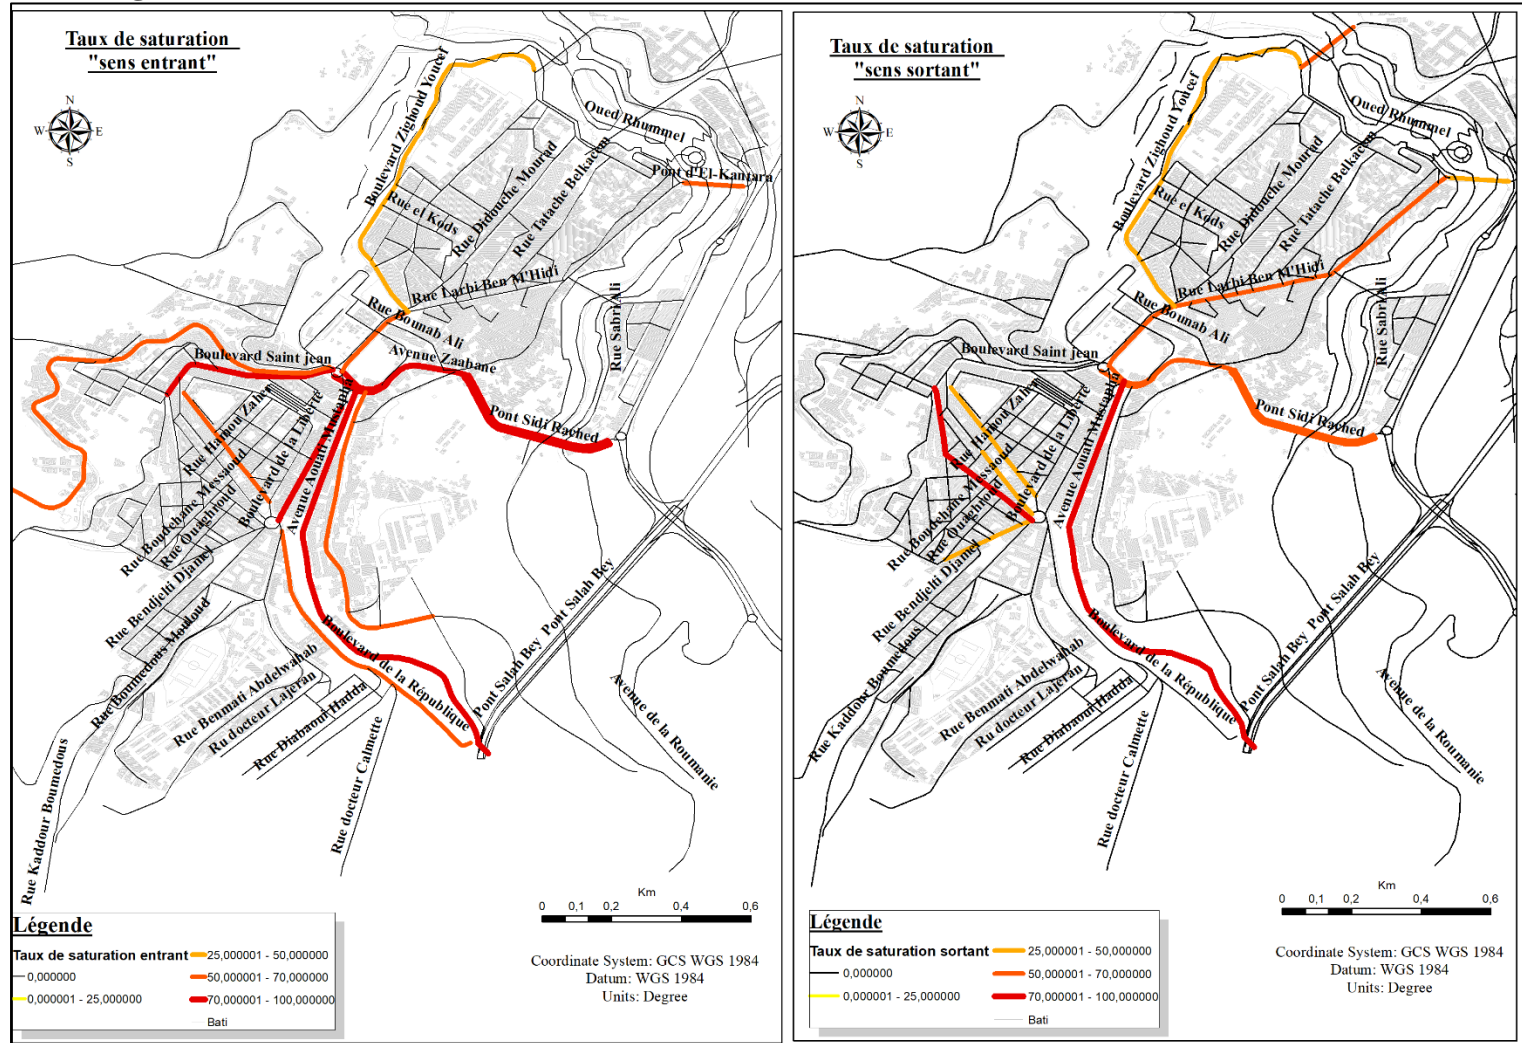 Taux de saturation
"sens entrant"
N
W
E
S
Boulevard Zighoud Youcef
Oued Rhummel
Pont d'El-Kantara
Rue el Kods
Rue Didouche Mourad
Rue Tatache Belkacem
Rue Larbi Ben M'Hidi
Rue Bounab Ali
Rue Sabri Ali
Boulevard Saint jean
Avenue Zaabane
Pont Sidi Rached
Rue Hamou Zaher
Boulevard de la Liberté
Avenue Aouati Mustapha
Rue Boudehane Messaoud
Rue Ouaghroud
Rue Bendjelti Djamel
Rue Boumedous Mouloud
Boulevard de la République
Pont Salah Bey
Pont Salah Bey
Rue Benmati Abdelwahab
Ru docteur Lajeran
Rue Diabaoui Hadda
Rue docteur Calmette
Avenue de la Roumanie
Rue Kaddour Boumedous
Km
0 0,1 0,2 0,4 0,6
Légende
Taux de saturation entrant
0,000000
0,000001 - 25,000000
25,000001 - 50,000000
50,000001 - 70,000000
70,000001 - 100,000000
Bati
Coordinate System: GCS WGS 1984
Datum: WGS 1984
Units: Degree
Taux de saturation
"sens sortant"
N
W
E
S
Boulevard Zighoud Youcef
Oued Rhummel
Rue el Kods
Rue Didouche Mourad
Rue Tatache Belkacem
Rue Larbi Ben M'Hidi
Rue Bounab Ali
Rue Sabri Ali
Boulevard Saint jean
Pont Sidi Rached
Rue Hamou Zaher
Boulevard de la Liberté
Avenue Aouati Mustapha
Rue Boudehane Messaoud
Rue Ouaghroud
Rue Bendjelti Djamel
Boulevard de la République
Pont Salah Bey
Pont Salah Bey
Rue Benmati Abdelwahab
Ru docteur Lajeran
Rue Diabaoui Hadda
Rue docteur Calmette
Avenue de la Roumanie
Rue Kaddour Boumedous
Km
0 0,1 0,2 0,4 0,6
Légende
Taux de saturation sortant
0,000000
0,000001 - 25,000000
25,000001 - 50,000000
50,000001 - 70,000000
70,000001 - 100,000000
Bati
Coordinate System: GCS WGS 1984
Datum: WGS 1984
Units: Degree